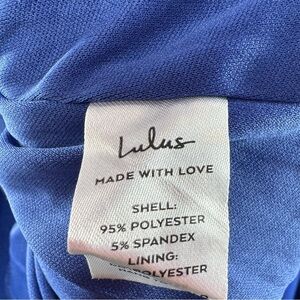 Lulus
MADE WITH LOVE
SHELL:
95% POLYESTER
5% SPANDEX
LINING:
POLYESTER